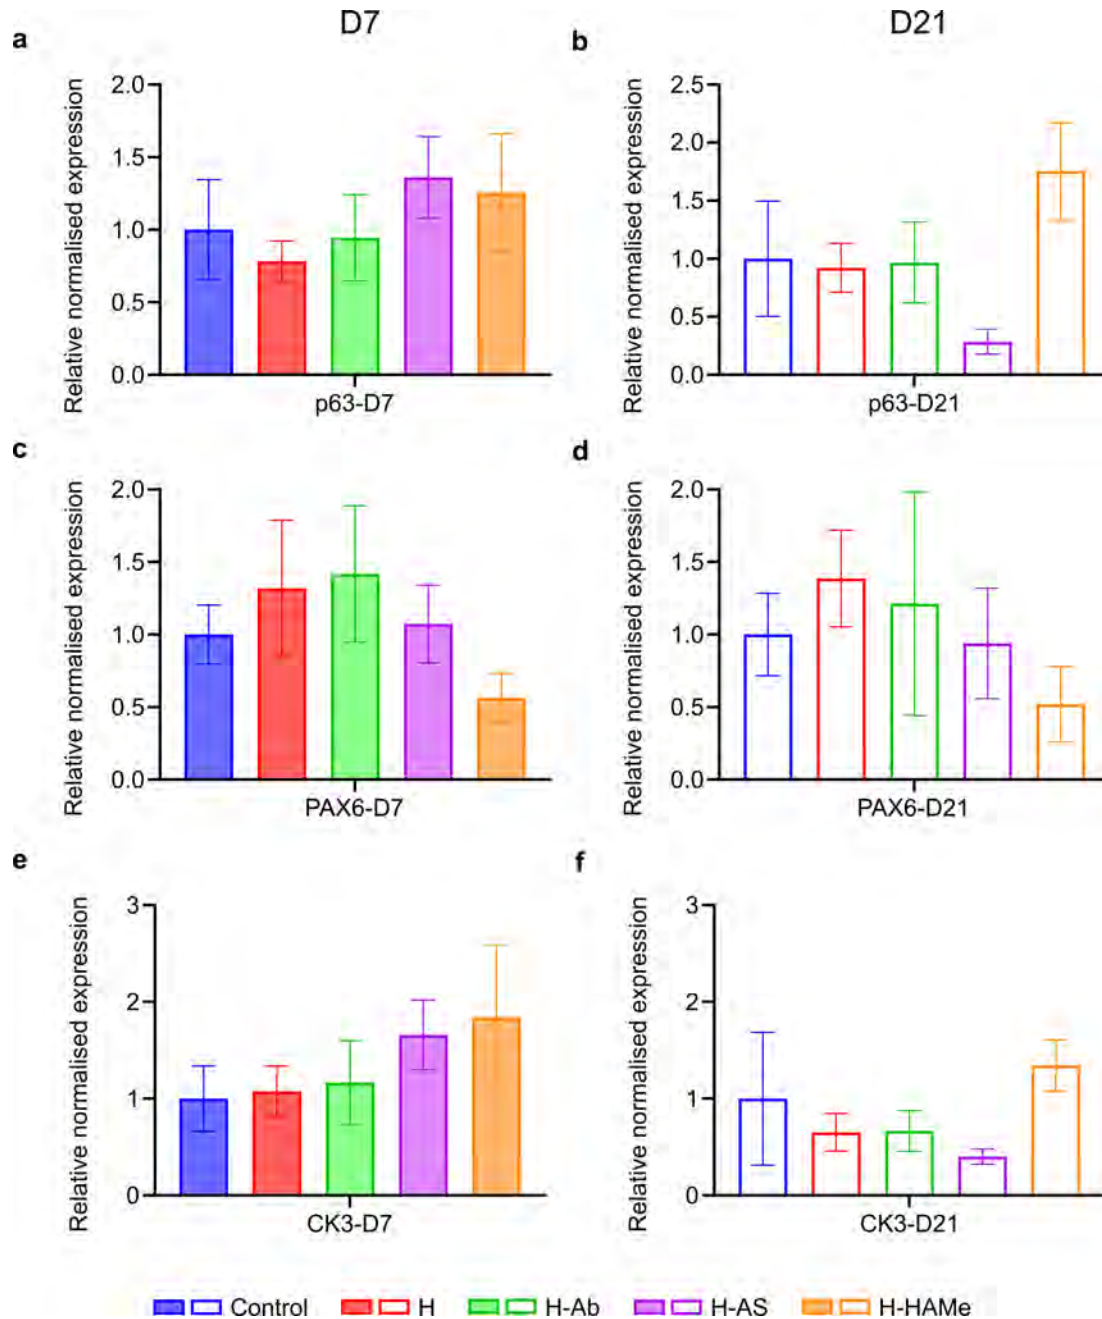 D7
D21
a
b
Relative normalised expression
2.0
1.5
1.0
0.5
0.0
p63-D7
Relative normalised expression
2.5
2.0
1.5
1.0
0.5
0.0
p63-D21
c
d
Relative normalised expression
2.0
1.5
1.0
0.5
0.0
PAX6-D7
Relative normalised expression
2.0
1.5
1.0
0.5
0.0
PAX6-D21
e
f
Relative normalised expression
3
2
1
0
CK3-D7
Relative normalised expression
3
2
1
0
CK3-D21
Control H H-Ab H-AS H-HAMe